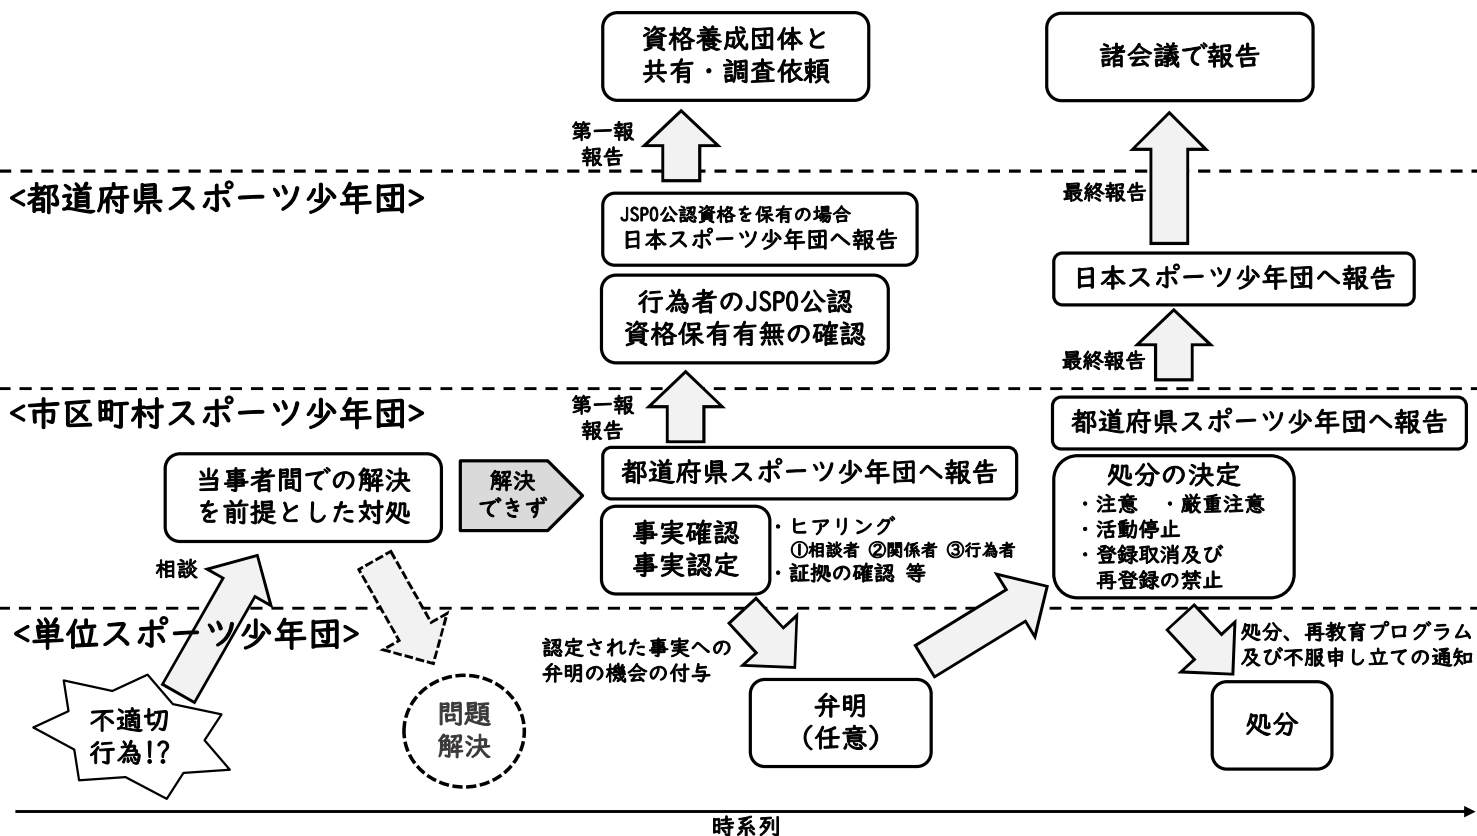 資格養成団体と
共有・調査依頼
諸会議で報告
第一報
報告
<都道府県スポーツ少年団>
最終報告
JSPO公認資格を保有の場合
日本スポーツ少年団へ報告
日本スポーツ少年団へ報告
行為者のJSPO公認
資格保有有無の確認
最終報告
<市区町村スポーツ少年団>
第一報
報告
都道府県スポーツ少年団へ報告
当事者間での解決
を前提とした対処
解決
できず
都道府県スポーツ少年団へ報告
処分の決定
・注意 ・厳重注意
・活動停止
・登録取消及び
再登録の禁止
事実確認
事実認定
・ヒアリング
①相談者 ②関係者 ③行為者
・証拠の確認 等
相談
<単位スポーツ少年団>
認定された事実への
弁明の機会の付与
処分、再教育プログラム
及び不服申し立ての通知
不適切
行為!?
問題
解決
弁明
(任意)
処分
時系列